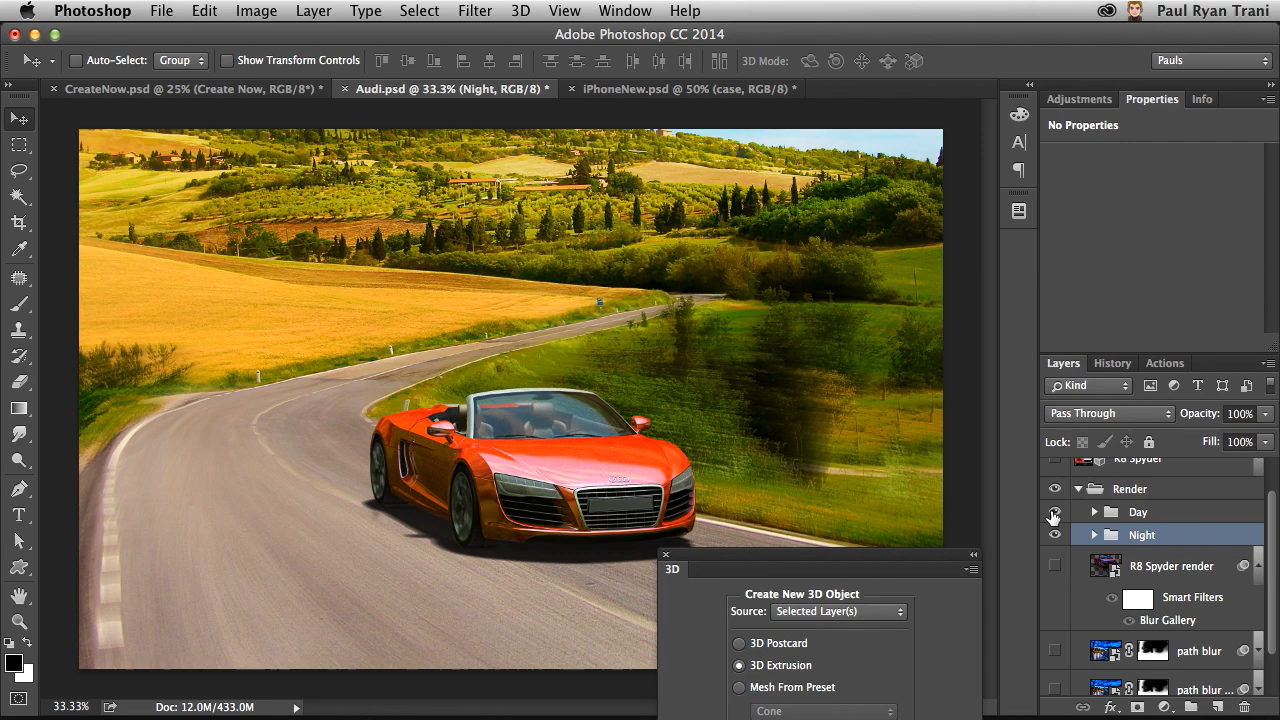 Photoshop File Edit Image Layer Type Select Filter 3D View Window Help Paul Ryan Trani
Adobe Photoshop CC 2014
Auto-Select: Group Show Transform Controls 3D Mode: Pauls
CreateNow.psd @ 25% (Create Now, RGB/8*) * Audi.psd @ 33.3% (Night, RGB/8) * iPhoneNew.psd @ 50% (case, RGB/8) *
Adjustments Properties Info
No Properties
Layers History Actions
Kind
Pass Through Opacity: 100%
Lock: Fill: 100%
R8 Spyder
Render
Day
Night
R8 Spyder render
Smart Filters
Blur Gallery
path blur
path blur ...
3D
Create New 3D Object
Source: Selected Layer(s)
3D Postcard
3D Extrusion
Mesh From Preset
Cone
33.33% Doc: 12.0M/433.0M